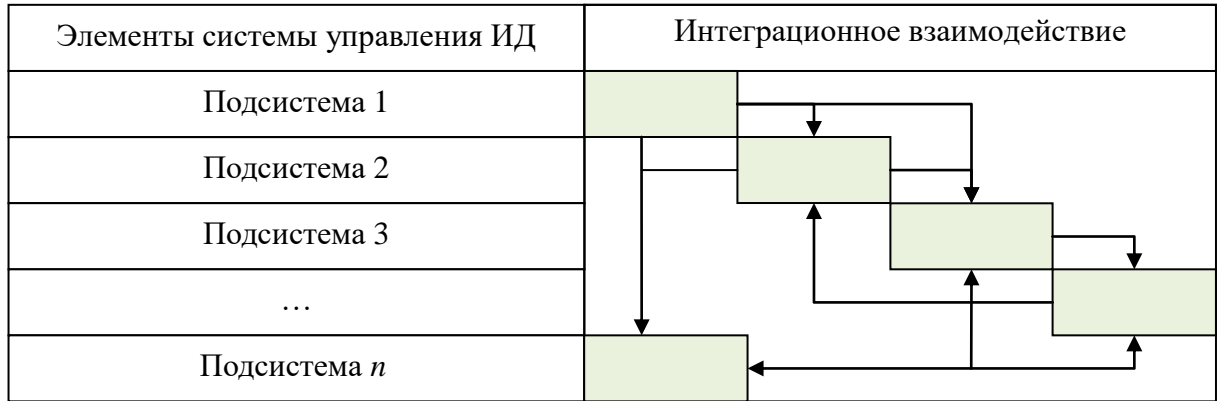 Элементы системы управления ИД
Интеграционное взаимодействие
Подсистема 1
Подсистема 2
Подсистема 3
…
Подсистема n